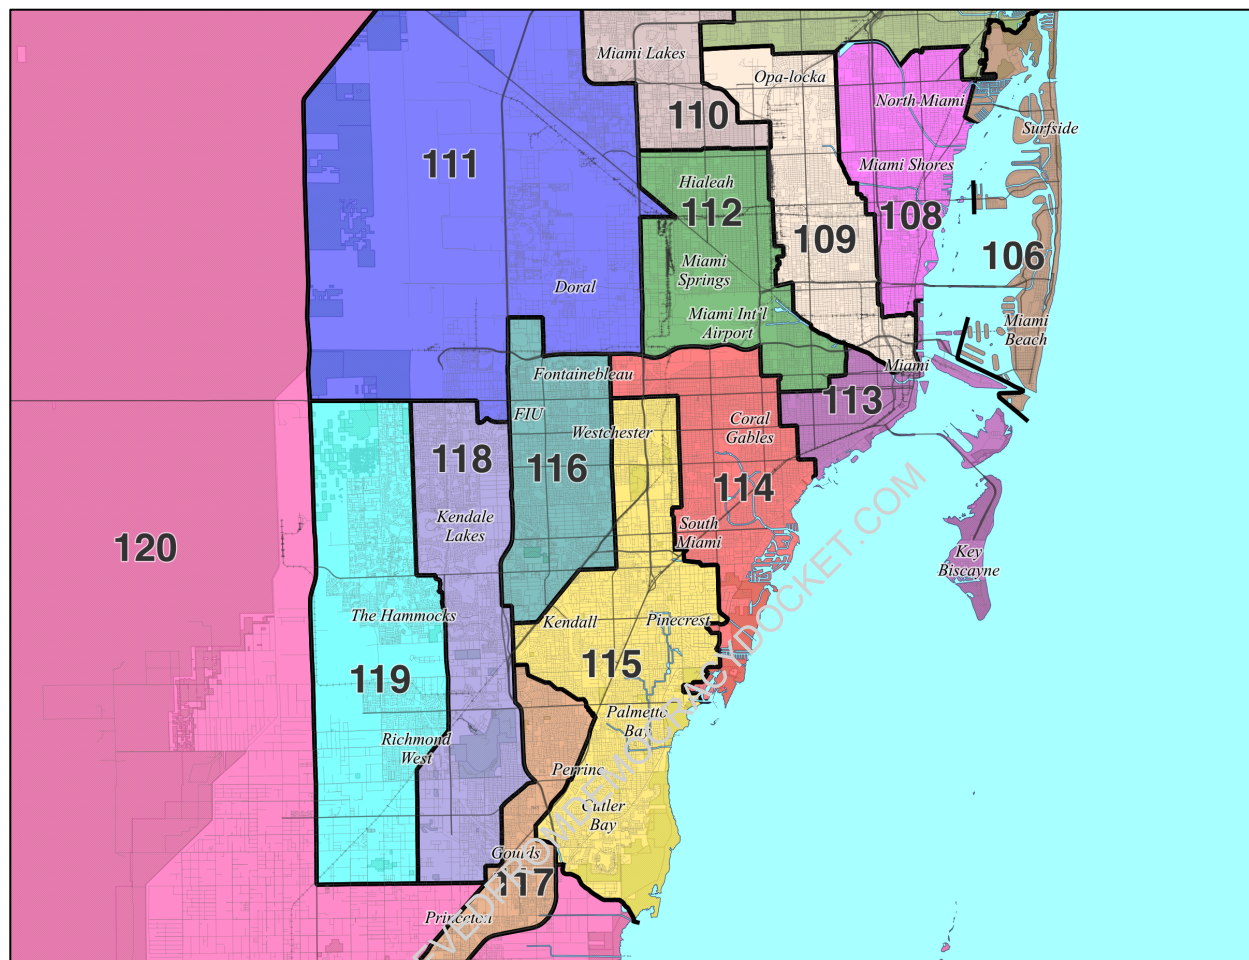 Miami Lakes
Opa-locka
110
North Miami
Surfside
111
Miami Shores
Hialeah
112
108
109
106
Miami
Springs
Doral
Miami Int'l
Airport
Miami
Beach
Fontainebleau
Miami
113
FIU
Westchester
Coral
Gables
118
116
114
Kendale
Lakes
South
Miami
120
Key
Biscayne
The Hammocks
Kendall
Pinecrest
115
119
Palmetto
Bay
Richmond
West
Perrine
Cutler
Bay
Goulds
117
Princeton
EVEDFROMDEMOCRACYDOCKET.COM